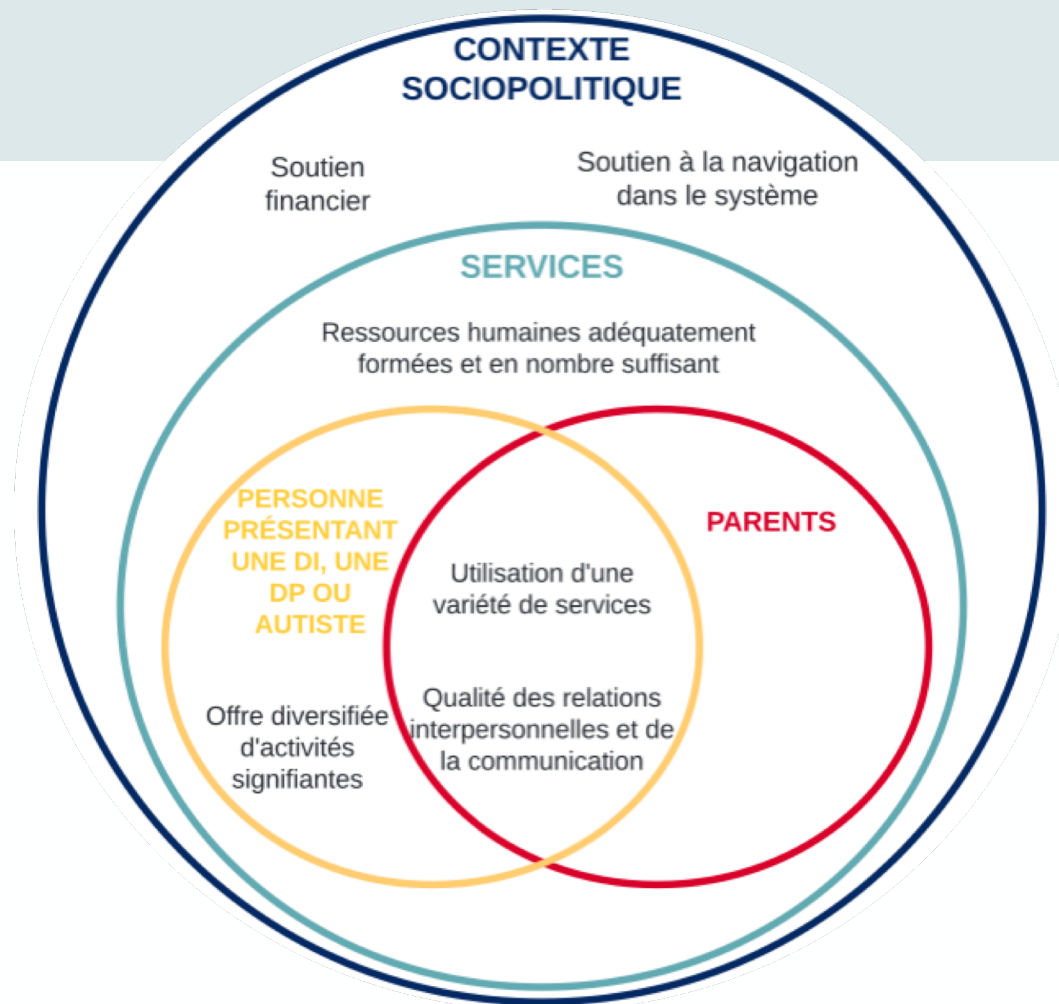 CONTEXTE
SOCIOPOLITIQUE
Soutien
financier
Soutien à la navigation
dans le système
SERVICES
Ressources humaines adéquatement
formées et en nombre suffisant
PERSONNE
PRÉSENTANT
UNE DI, UNE
DP OU
AUTISTE
PARENTS
Utilisation d'une
variété de services
Offre diversifiée
d'activités
signifiantes
Qualité des relations
interpersonnelles et de
la communication